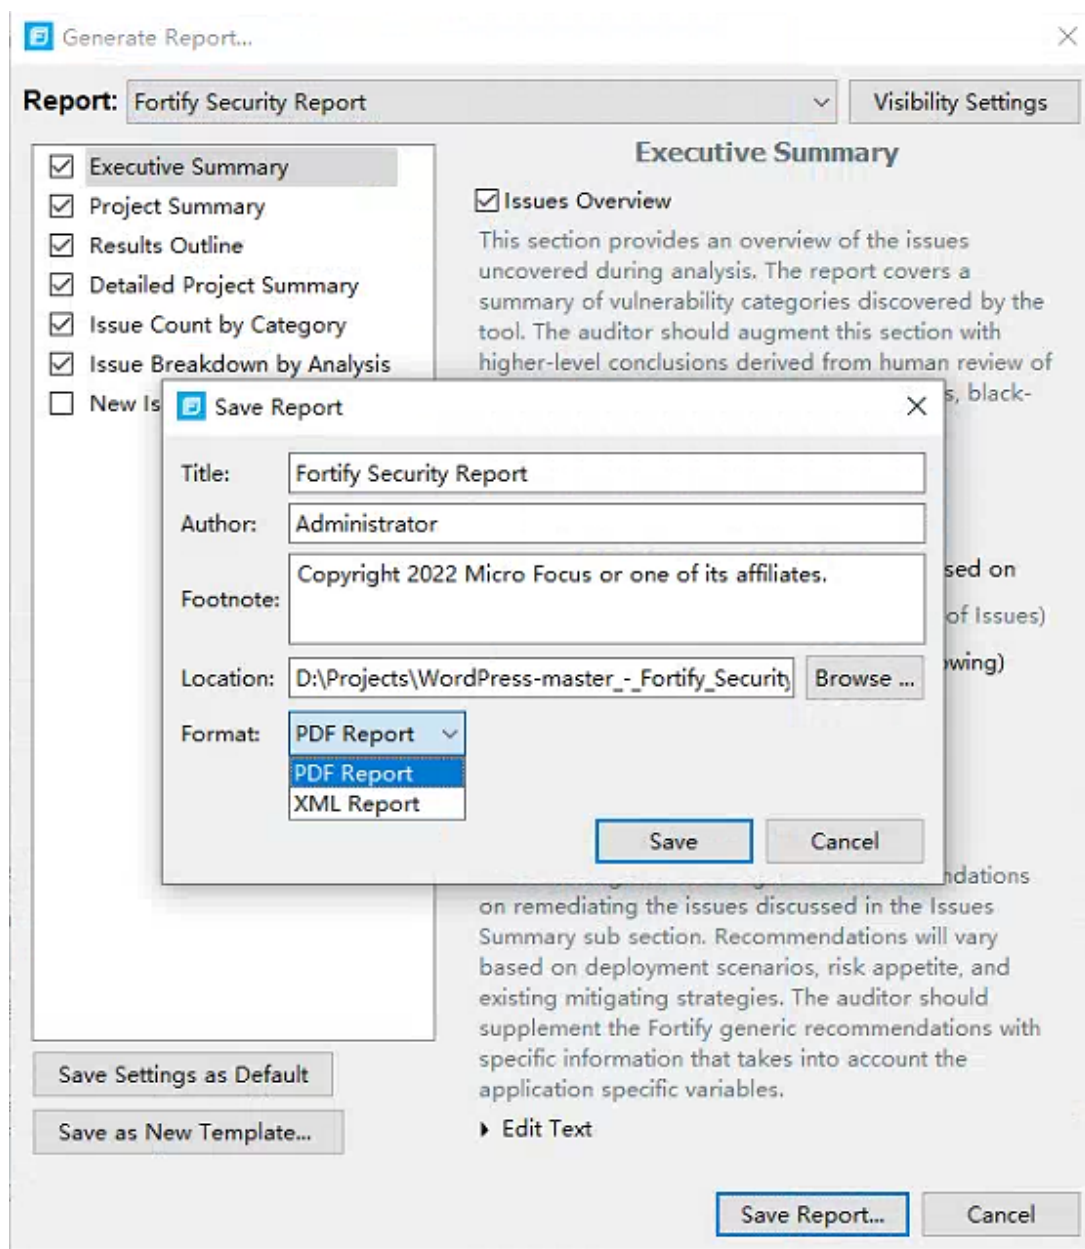 Generate Report...
Report: Fortify Security Report
Visibility Settings
Executive Summary
Project Summary
Results Outline
Detailed Project Summary
Issue Count by Category
Issue Breakdown by Analysis
New Is
Executive Summary
Issues Overview
This section provides an overview of the issues
uncovered during analysis. The report covers a
summary of vulnerability categories discovered by the
tool. The auditor should augment this section with
higher-level conclusions derived from human review of
s, black-
sed on
of Issues)
wing)
Save Report
Title: Fortify Security Report
Author: Administrator
Footnote: Copyright 2022 Micro Focus or one of its affiliates.
Location: D:\Projects\WordPress-master_-_Fortify_Security
Browse ...
Format: PDF Report
PDF Report
XML Report
Save
Cancel
ndations
on remediating the issues discussed in the Issues
Summary sub section. Recommendations will vary
based on deployment scenarios, risk appetite, and
existing mitigating strategies. The auditor should
supplement the Fortify generic recommendations with
specific information that takes into account the
application specific variables.
Edit Text
Save Settings as Default
Save as New Template...
Save Report...
Cancel